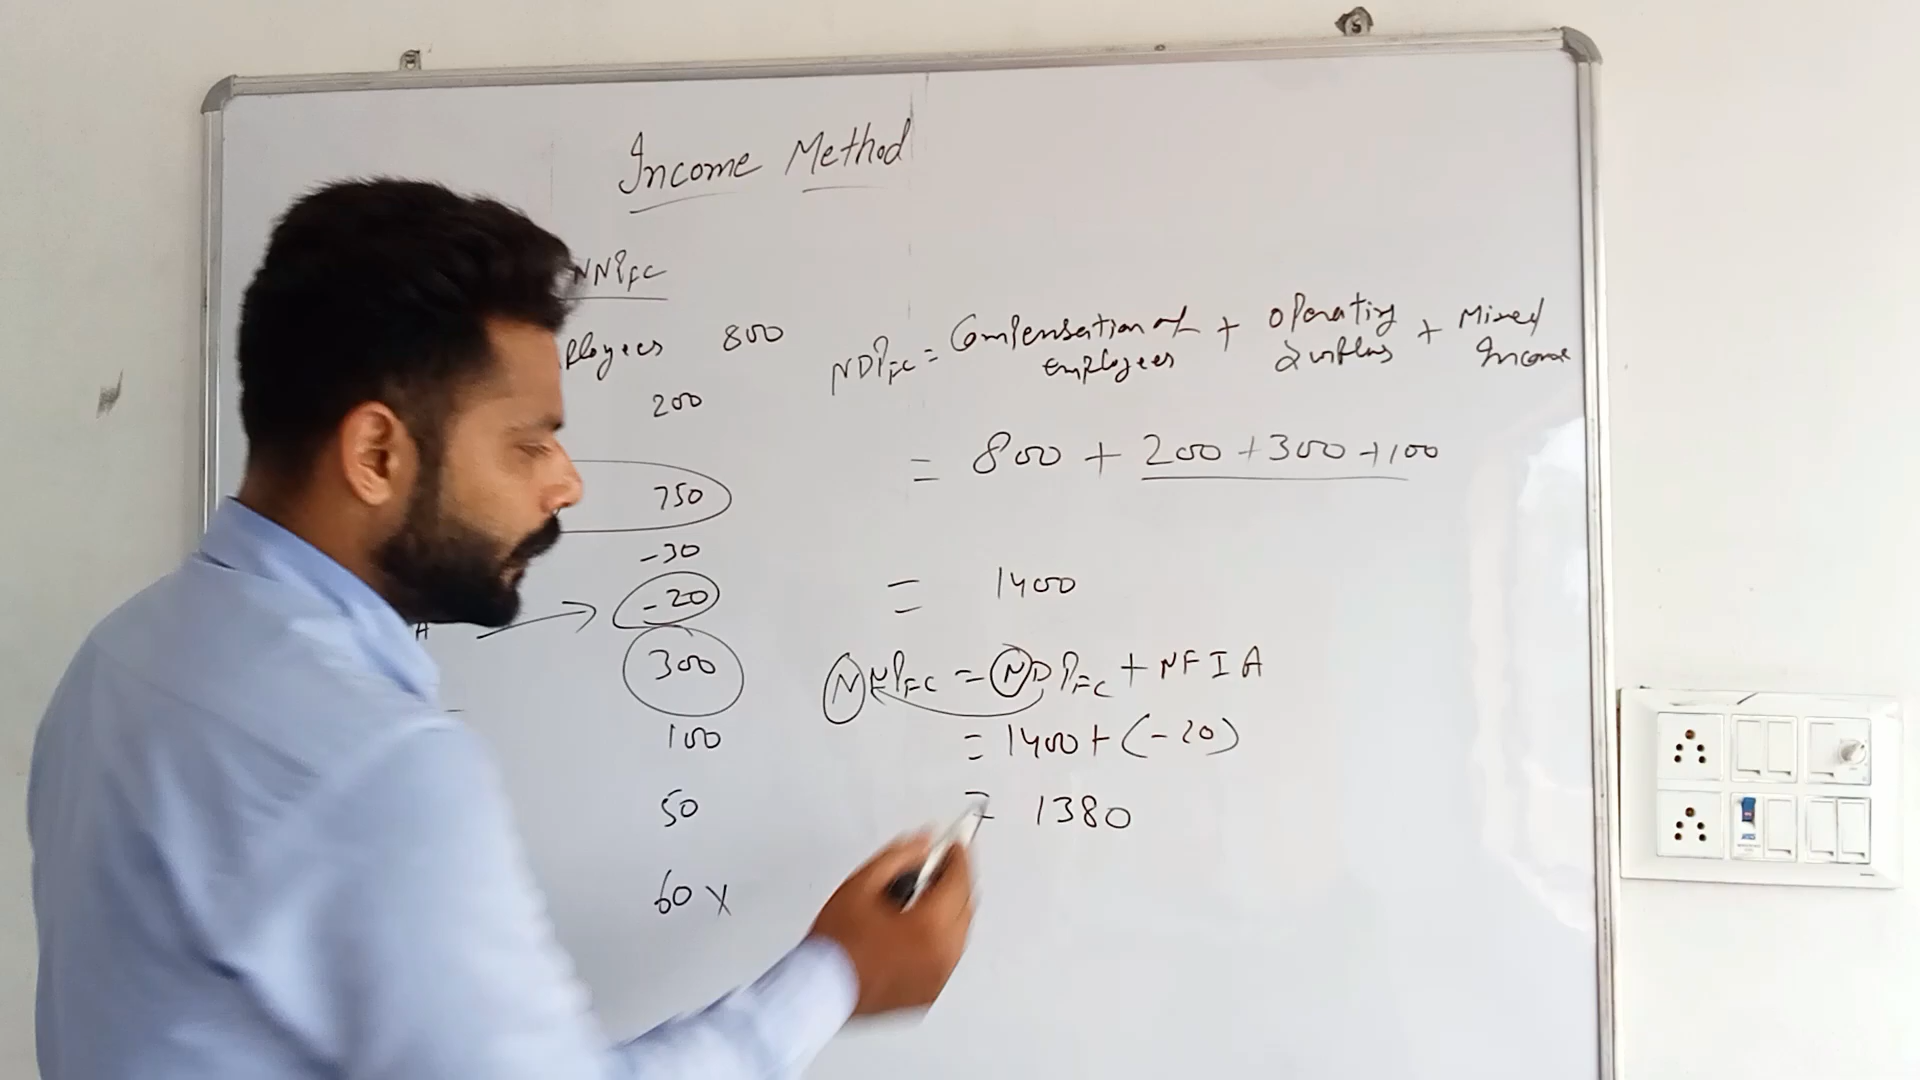 Income Method
NNPFC
ployees 800
200
750
-30
A → -20
300
100
50
60 x
NDPFC = Compensation of employees + Operating Surplus + Mixed Income
= 800 + 200 + 300 + 100
= 1400
NNPFC = NDPFC + NFIA
= 1400 + (-20)
= 1380